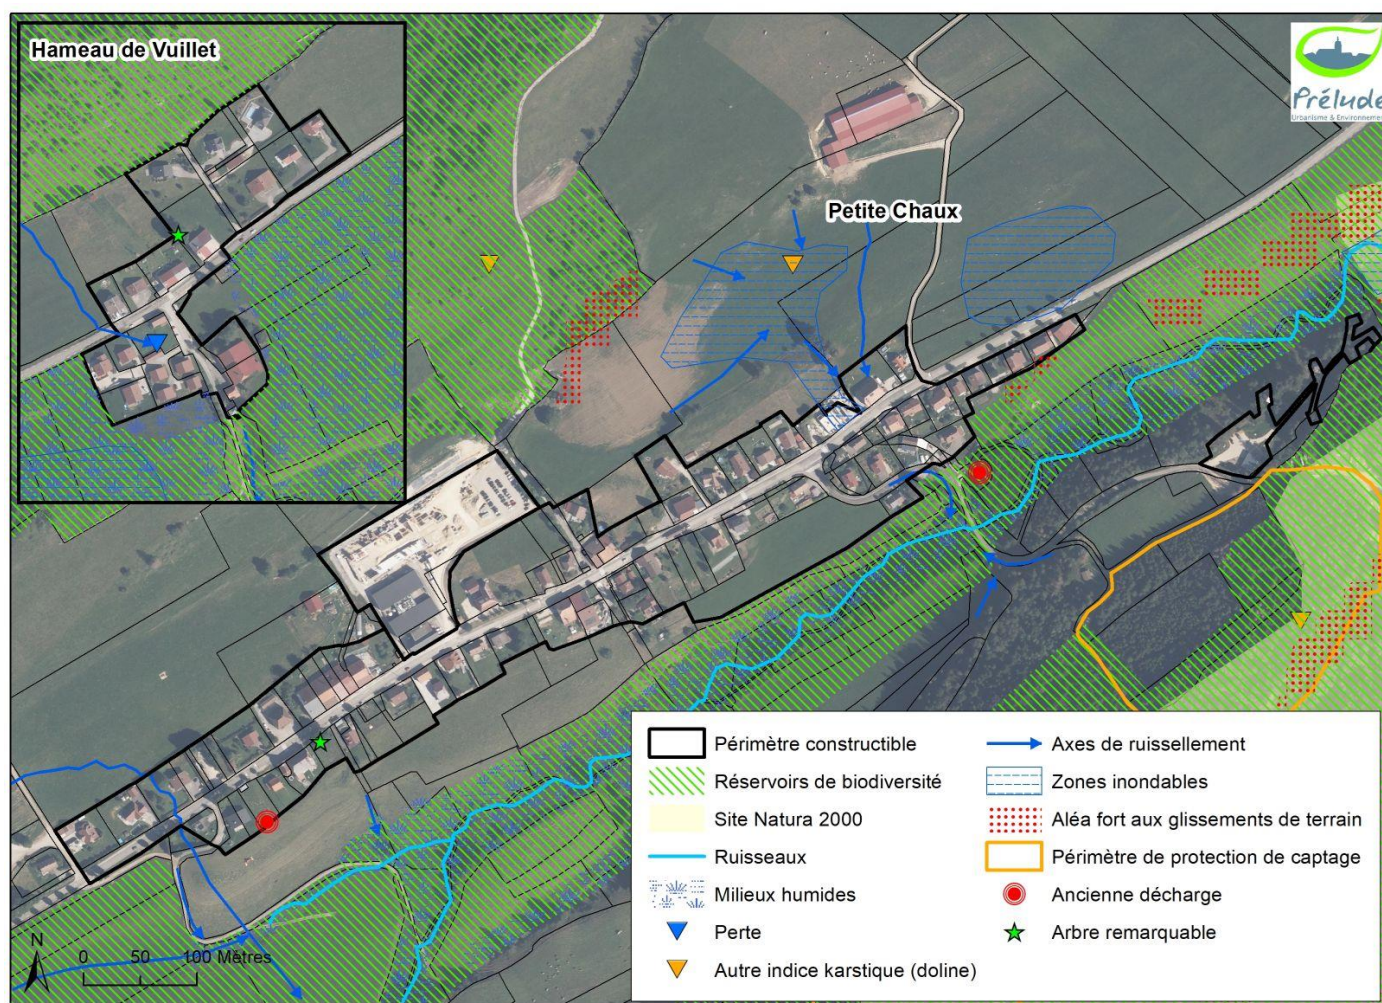 Hameau de Vuillet
Prélude
Urbanisme & Environnement
Petite Chaux
Périmètre constructible
Réservoirs de biodiversité
Site Natura 2000
Ruisseaux
Milieux humides
Perte
Autre indice karstique (doline)
Axes de ruissellement
Zones inondables
Aléa fort aux glissements de terrain
Périmètre de protection de captage
Ancienne décharge
Arbre remarquable
N
0 50 100 Mètres